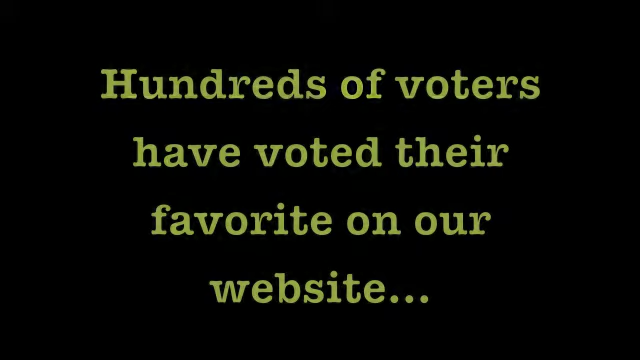 Hundreds of voters
have voted their
favorite on our
website...